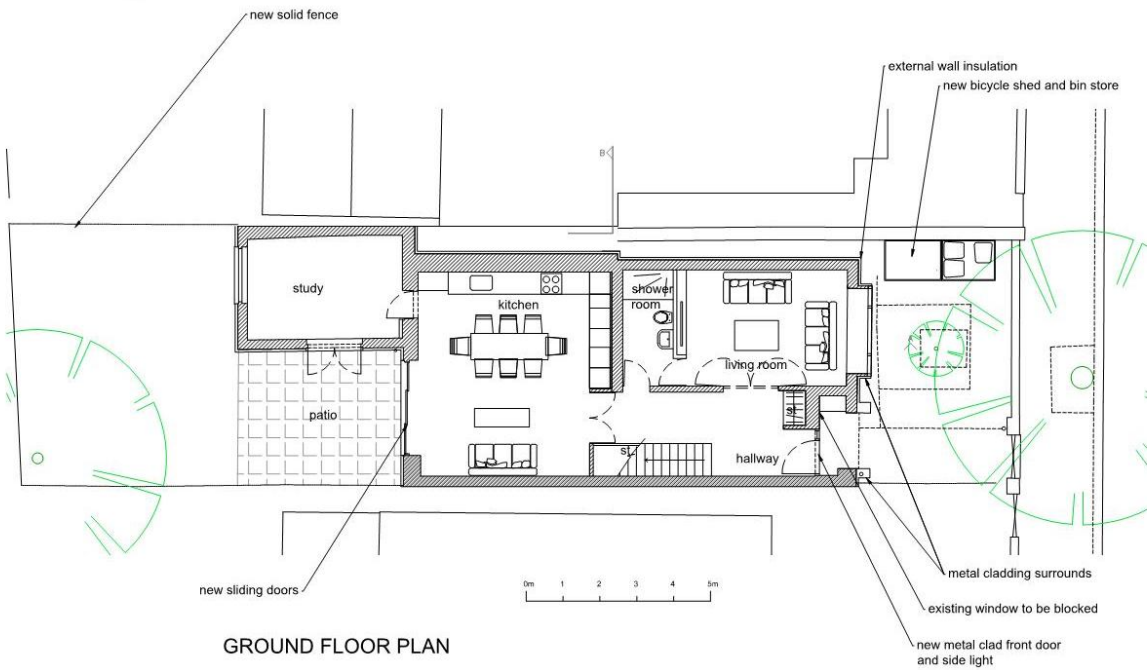 new solid fence
external wall insulation
new bicycle shed and bin store
B
study
kitchen
shower
room
living room
patio
st
st
hallway
new sliding doors
0m 1 2 3 4 5m
metal cladding surrounds
existing window to be blocked
new metal clad front door
and side light
GROUND FLOOR PLAN